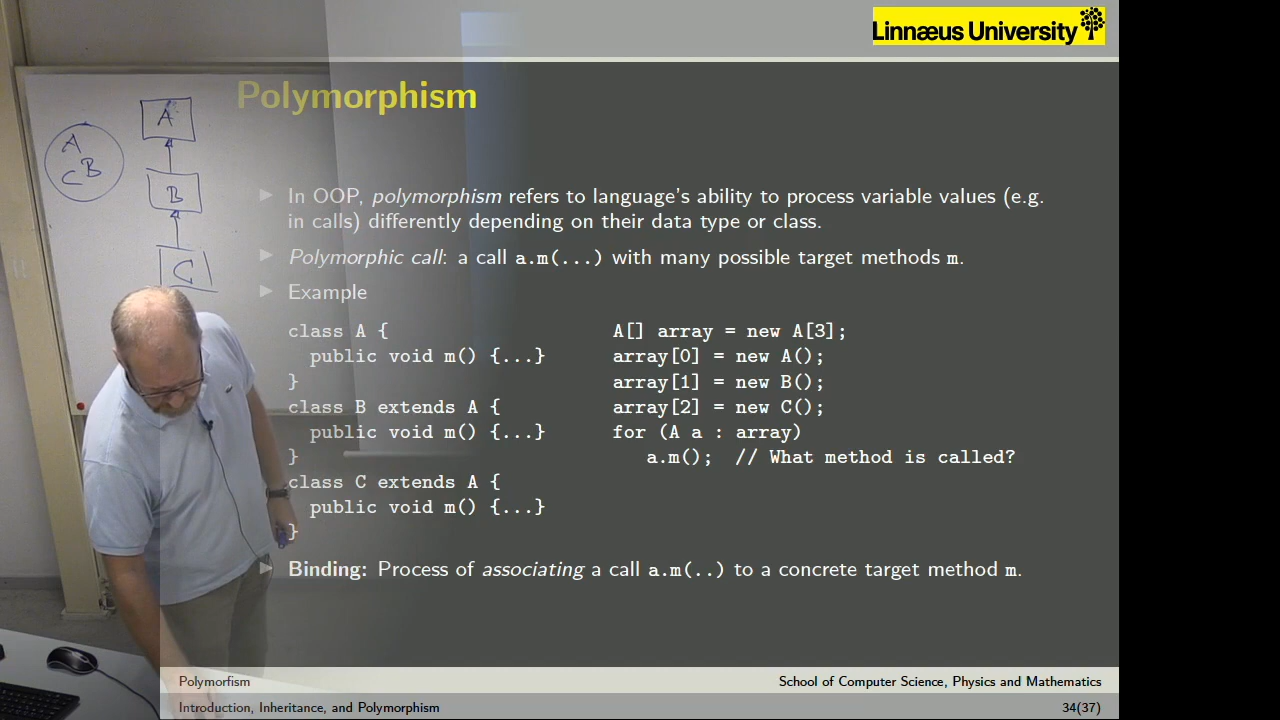 Linnæus University
Polymorphism
A
A
B
C
B
C
In OOP, polymorphism refers to language's ability to process variable values (e.g.
in calls) differently depending on their data type or class.
Polymorphic call: a call a.m(...) with many possible target methods m.
Example
class A {
public void m() {...}
}
class B extends A {
public void m() {...}
}
class C extends A {
public void m() {...}
}
A[] array = new A[3];
array[0] = new A();
array[1] = new B();
array[2] = new C();
for (A a : array)
a.m(); // What method is called?
Binding: Process of associating a call a.m(..) to a concrete target method m.
Polymorfism
School of Computer Science, Physics and Mathematics
Introduction, Inheritance, and Polymorphism
34(37)